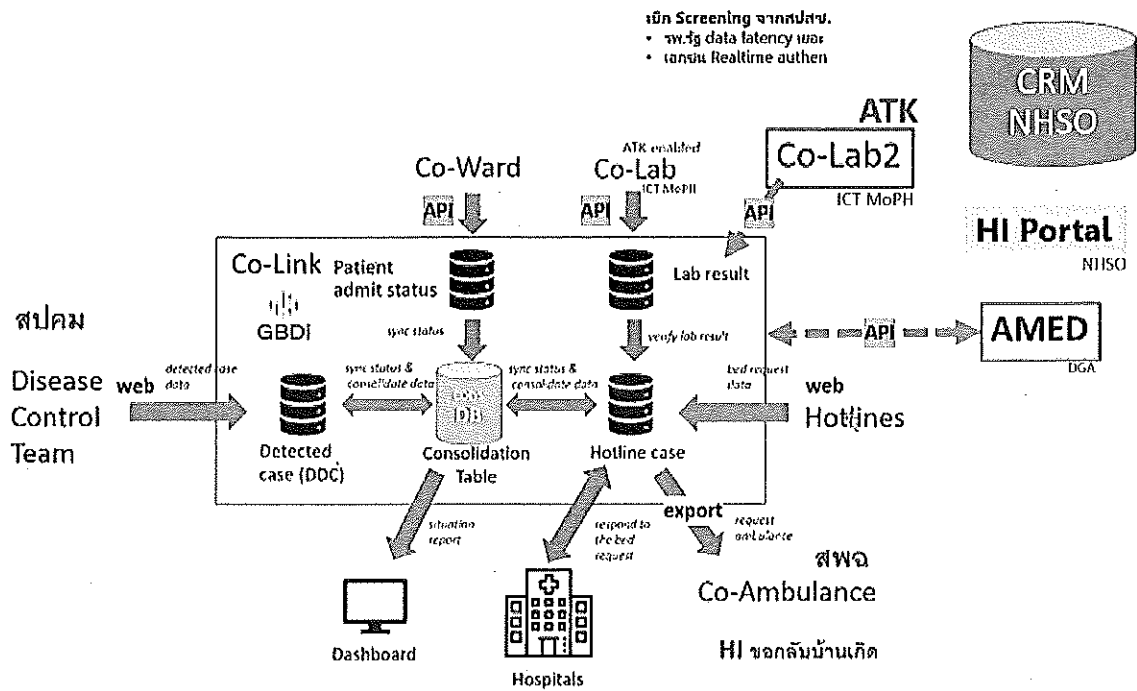 เบิก Screening จากสปสช.
• รพ.รัฐ data latency เยอะ
• เอกชน Realtime authen
CRM
NHSO
ATK
Co-Lab2
ICT MoPH
ATK enabled
Co-Ward
Co-Lab
ICT MoPH
API
API
API
HI Portal
NHSO
Co-Link
GBDi
Patient
admit status
Lab result
สปคม
sync status
verify lab result
API
AMED
DGA
Disease
Control
Team
web
detected case
data
sync status &
consolidate data
sync status &
consolidate data
bed request
data
web
Hotlines
Detected
case (DDC)
Consolidation
Table
Hotline case
situation
report
respond to
the bed
request
export
request
ambulance
สพฉ
Co-Ambulance
Dashboard
Hospitals
HI ขอกลับบ้านเกิด